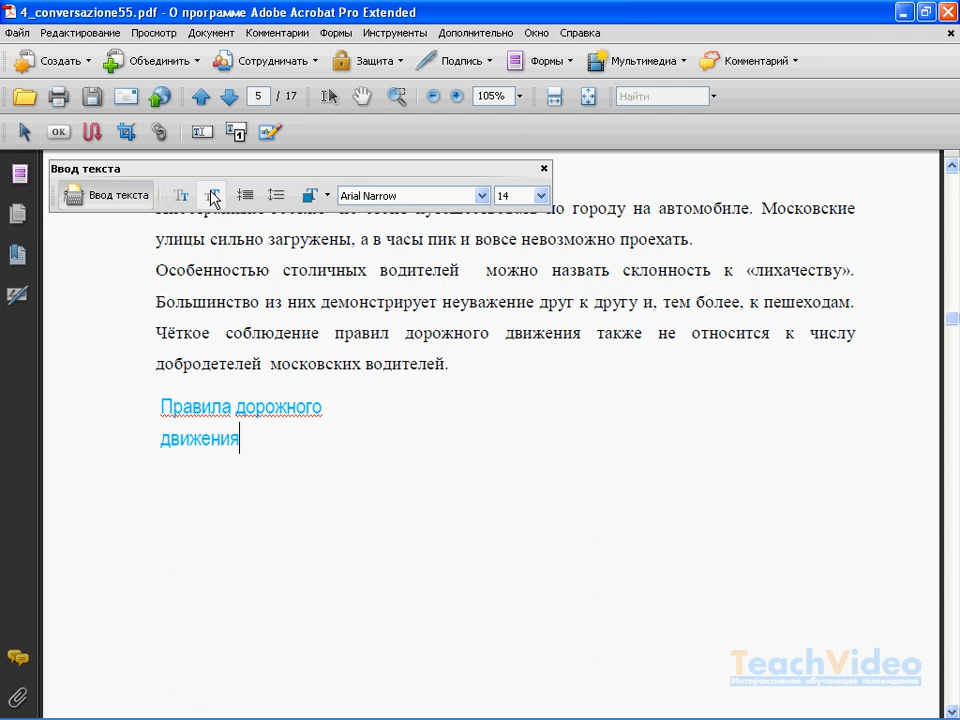 4_conversazione55.pdf - О программе Adobe Acrobat Pro Extended
Файл Редактирование Просмотр Документ Комментарии Формы Инструменты Дополнительно Окно Справка
Создать Объединить Сотрудничать Защита Подпись Формы Мультимедиа Комментарий
5 / 17 105% Найти
OK T 1
Ввод текста
Ввод текста Tт тT T Arial Narrow 14
по городу на автомобиле. Московские
улицы сильно загружены, а в часы пик и вовсе невозможно проехать.
Особенностью столичных водителей можно назвать склонность к «лихачеству».
Большинство из них демонстрирует неуважение друг к другу и, тем более, к пешеходам.
Чёткое соблюдение правил дорожного движения также не относится к числу
добродетелей московских водителей.
Правила дорожного
движения
TeachVideo
Интерактивное обучающее телевидение